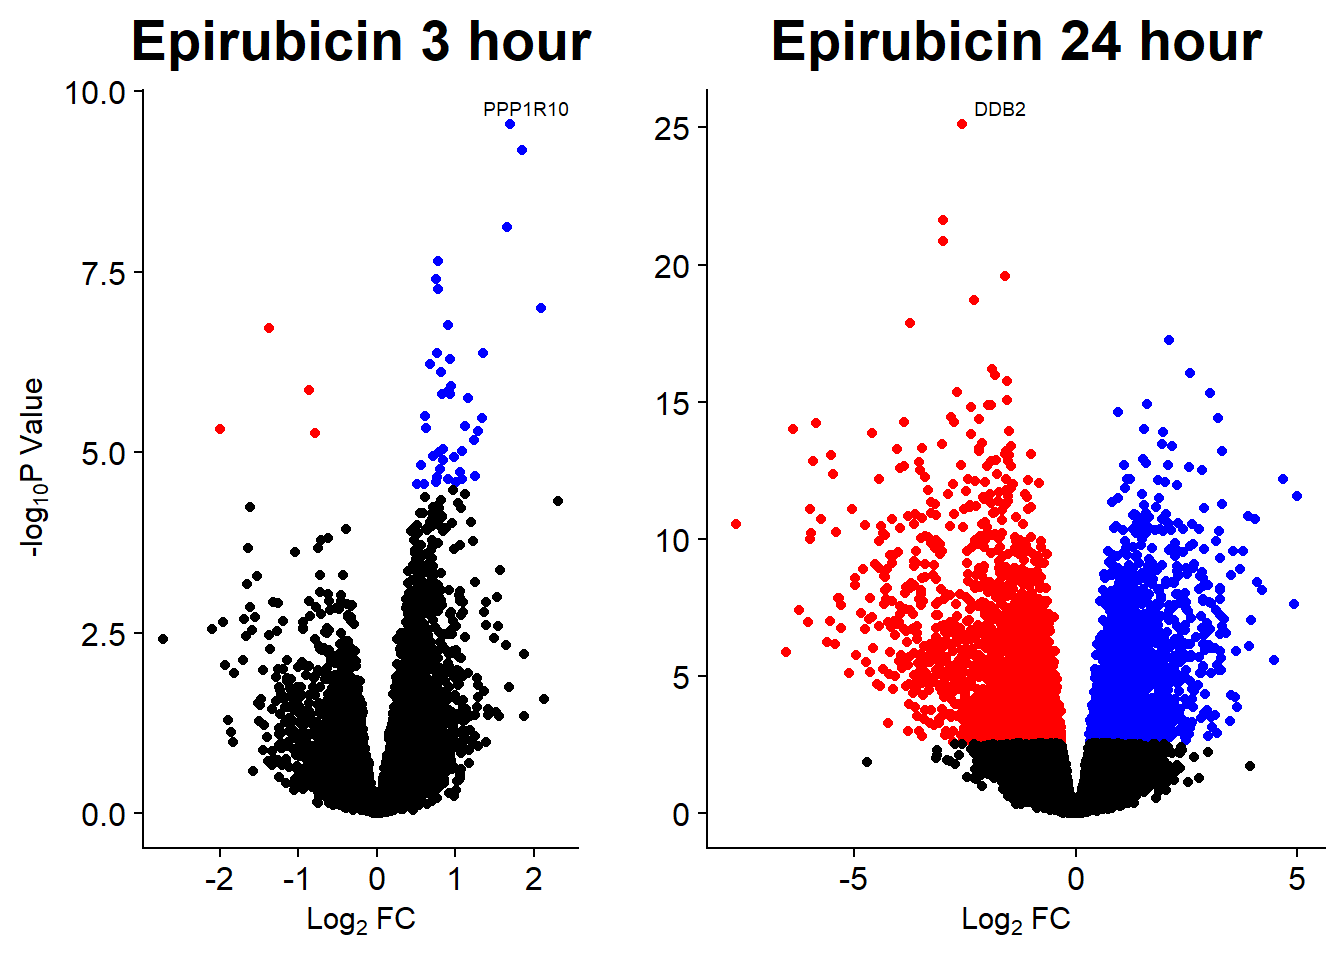 Epirubicin 3 hour
PPP1R10
10.0
7.5
5.0
2.5
0.0
-log₁₀P Value
-2 -1 0 1 2
Log₂ FC
Epirubicin 24 hour
DDB2
25
20
15
10
5
0
-5 0 5
Log₂ FC